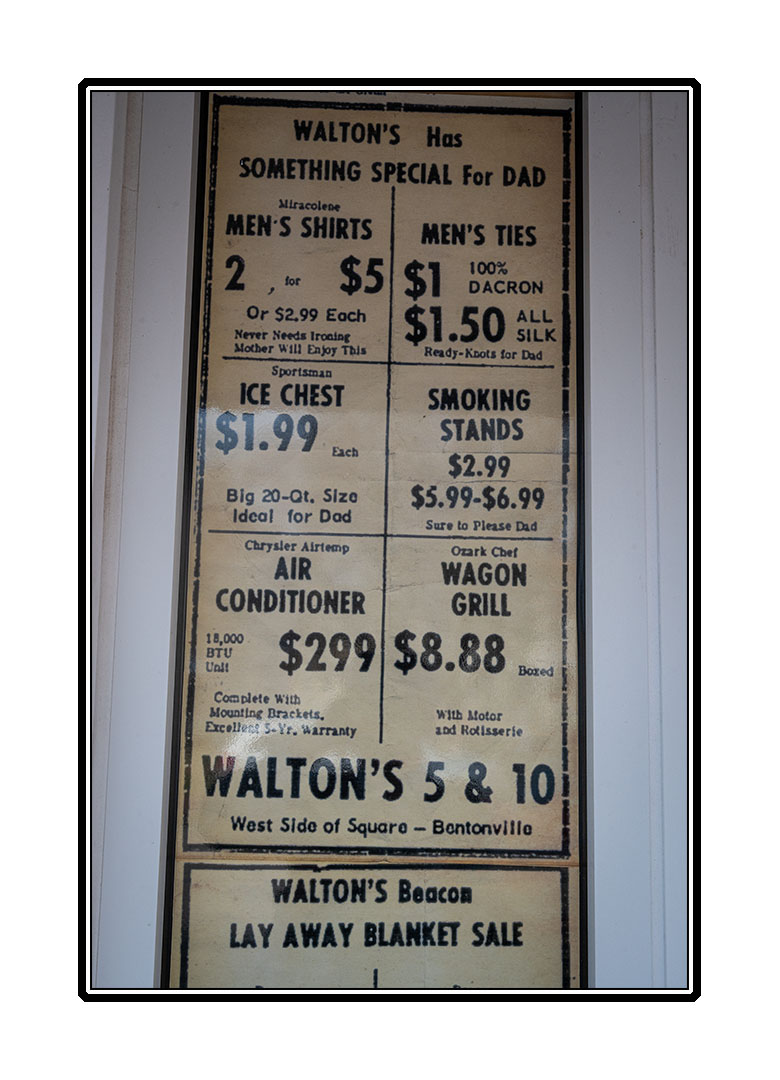 WALTON'S Has
SOMETHING SPECIAL For DAD
Miracolene
MEN'S SHIRTS
2, for $5
Or $2.99 Each
Never Needs Ironing
Mother Will Enjoy This
MEN'S TIES
$1 100% DACRON
$1.50 ALL SILK
Ready-Knots for Dad
Sportsman
ICE CHEST
$1.99 Each
Big 20-Qt. Size
Ideal for Dad
SMOKING
STANDS
$2.99
$5.99-$6.99
Sure to Please Dad
Chrysler Airtemp
AIR
CONDITIONER
18,000 BTU Unit $299
Complete With
Mounting Brackets.
Excellent 5-Yr. Warranty
Ozark Chef
WAGON
GRILL
$8.88 Boxed
With Motor
and Rotisserie
WALTON'S 5 & 10
West Side of Square – Bentonville
WALTON'S Beacon
LAY AWAY BLANKET SALE